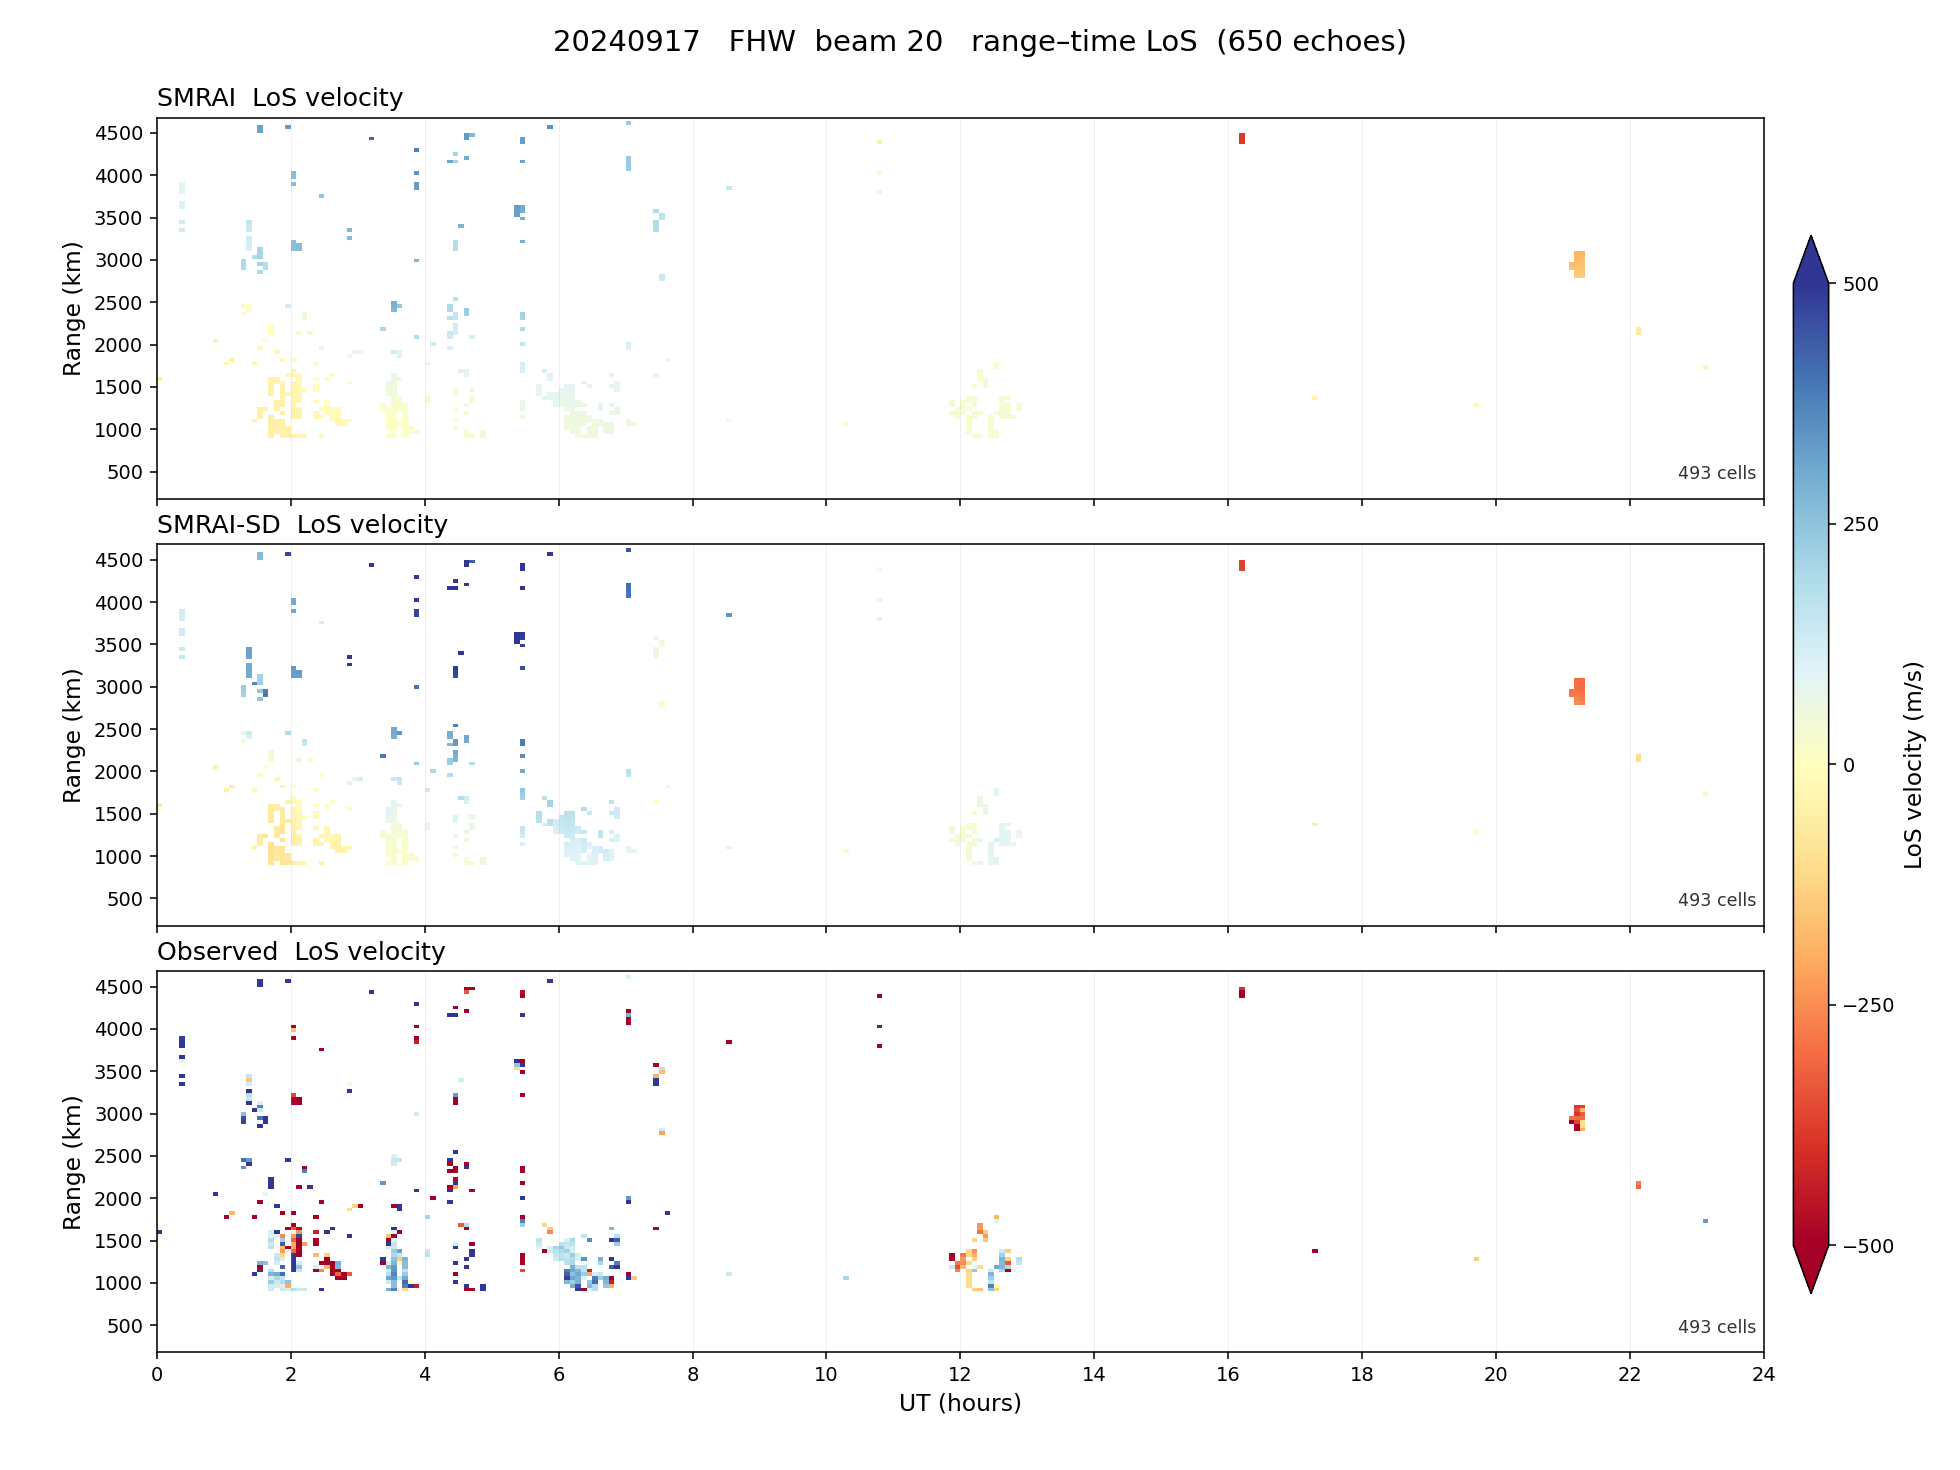 20240917   FHW  beam 20   range–time LoS  (650 echoes)
SMRAI  LoS velocity
4500
4000
3500
3000
2500
2000
1500
1000
500
Range (km)
493 cells
SMRAI-SD  LoS velocity
4500
4000
3500
3000
2500
2000
1500
1000
500
Range (km)
493 cells
Observed  LoS velocity
4500
4000
3500
3000
2500
2000
1500
1000
500
Range (km)
493 cells
0 2 4 6 8 10 12 14 16 18 20 22 24
UT (hours)
500
250
0
−250
−500
LoS velocity (m/s)